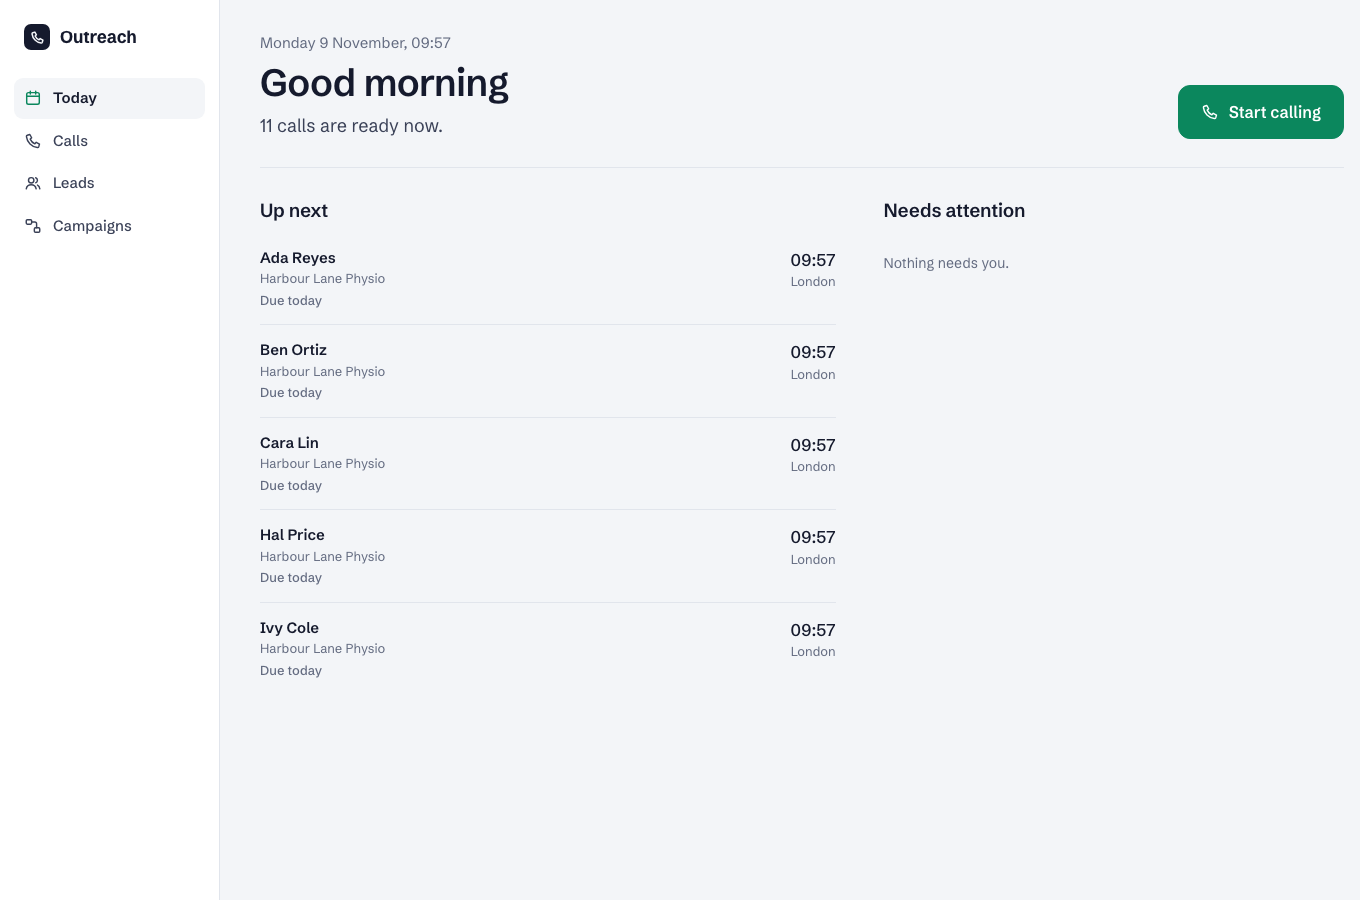 Outreach
Today
Calls
Leads
Campaigns
Monday 9 November, 09:57
Good morning
11 calls are ready now.
Start calling
Up next
Ada Reyes
Harbour Lane Physio
Due today
09:57
London
Ben Ortiz
Harbour Lane Physio
Due today
09:57
London
Cara Lin
Harbour Lane Physio
Due today
09:57
London
Hal Price
Harbour Lane Physio
Due today
09:57
London
Ivy Cole
Harbour Lane Physio
Due today
09:57
London
Needs attention
Nothing needs you.